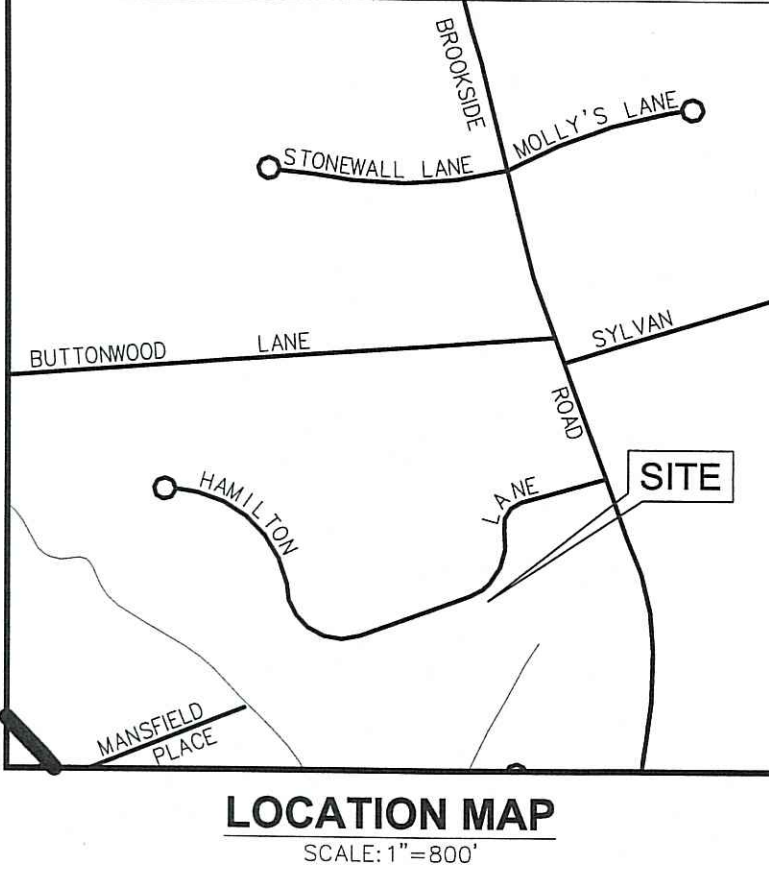 BROOKSIDE
MOLLY'S LANE
STONEWALL LANE
SYLVAN
BUTTONWOOD LANE
ROAD
SITE
HAMILTON
LANE
MANSFIELD
PLACE
LOCATION MAP
SCALE: 1"=800'